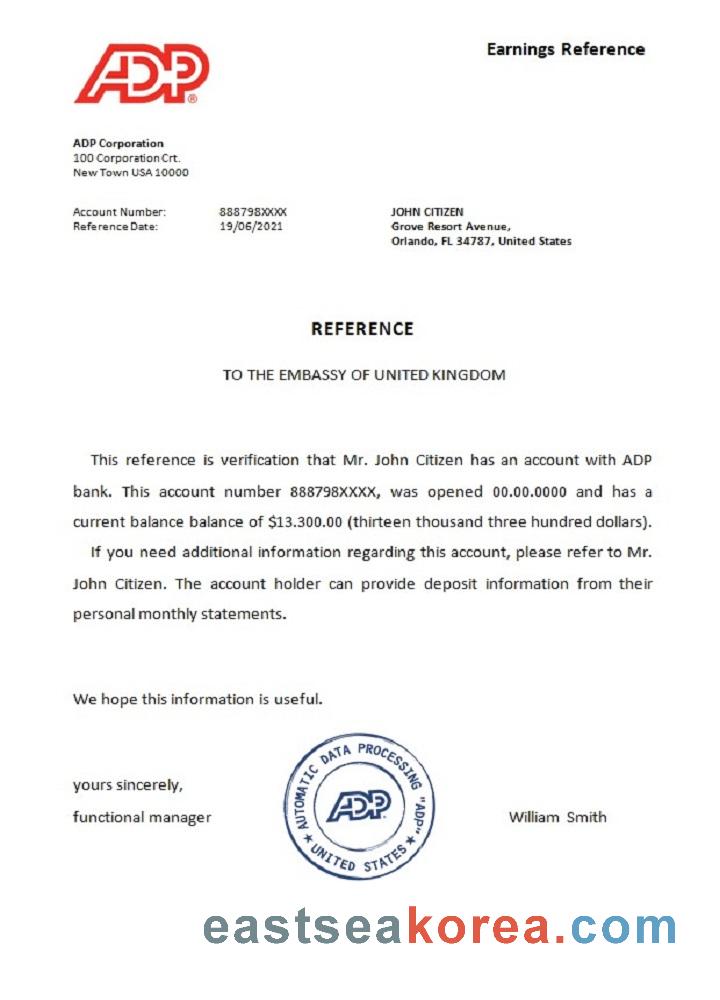 ADP
Earnings Reference
ADP Corporation
100 Corporation Crt.
New Town USA 10000
Account Number: 888798XXXX
Reference Date: 19/06/2021
JOHN CITIZEN
Grove Resort Avenue,
Orlando, FL 34787, United States
REFERENCE
TO THE EMBASSY OF UNITED KINGDOM
This reference is verification that Mr. John Citizen has an account with ADP
bank. This account number 888798XXXX, was opened 00.00.0000 and has a
current balance balance of $13.300.00 (thirteen thousand three hundred dollars).
If you need additional information regarding this account, please refer to Mr.
John Citizen. The account holder can provide deposit information from their
personal monthly statements.
We hope this information is useful.
yours sincerely,
functional manager
AUTOMATIC DATA PROCESSING "ADP"
ADP
★ UNITED STATES ★
William Smith
eastseakorea.com